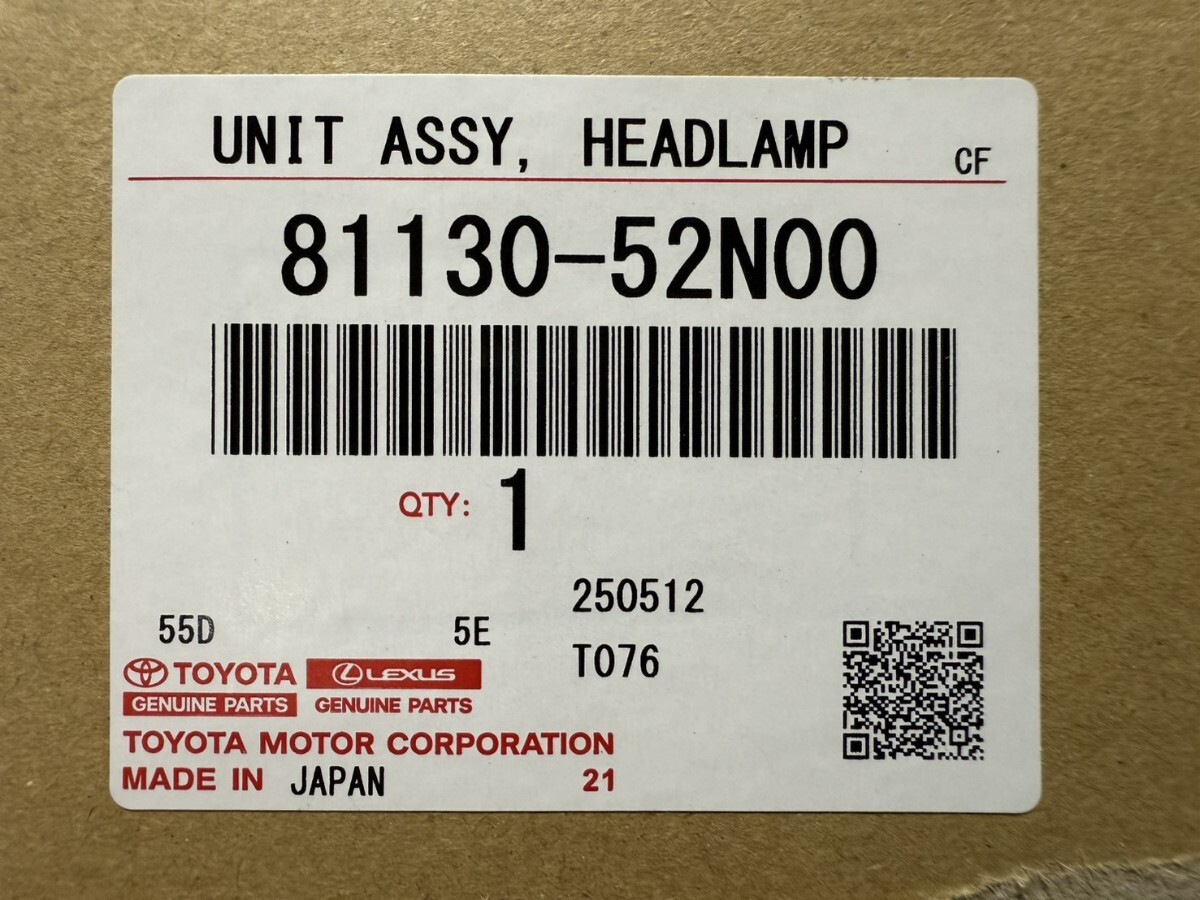 UNIT ASSY, HEADLAMP CF
81130-52N00
QTY: 1
250512
55D 5E
T076
TOYOTA LEXUS
GENUINE PARTS GENUINE PARTS
TOYOTA MOTOR CORPORATION
MADE IN JAPAN 21